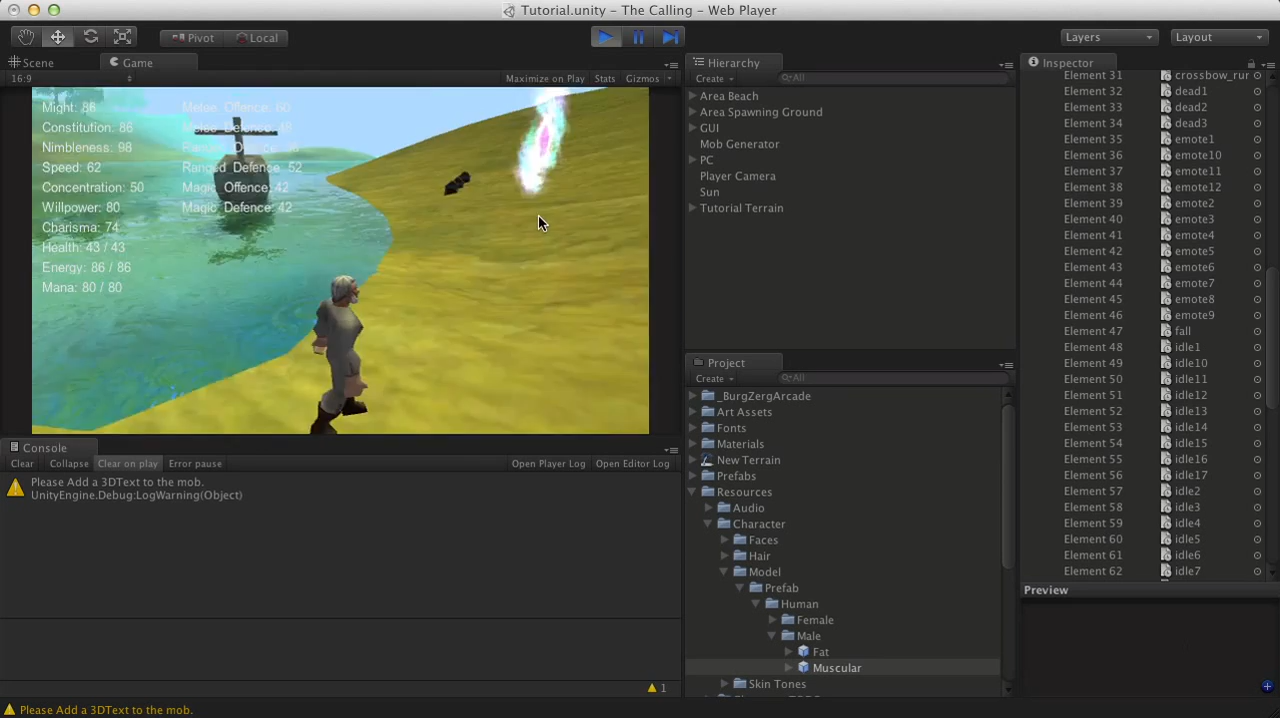 Tutorial.unity – The Calling – Web Player
Pivot
Local
Layers
Layout
Scene
Game
16:9
Maximize on Play
Stats
Gizmos
Might: 86
Constitution: 86
Nimbleness: 98
Speed: 62
Concentration: 50
Willpower: 80
Charisma: 74
Health: 43 / 43
Energy: 86 / 86
Mana: 80 / 80
Melee Offence: 60
Melee Defense: 48
Ranged Defence: 52
Magic Offence: 42
Magic Defence: 42
Console
Clear
Collapse
Clear on play
Error pause
Open Player Log
Open Editor Log
Please Add a 3DText to the mob.
UnityEngine.Debug:LogWarning(Object)
1
Please Add a 3DText to the mob.
Hierarchy
Create
All
Area Beach
Area Spawning Ground
GUI
Mob Generator
PC
Player Camera
Sun
Tutorial Terrain
Project
Create
All
_BurgZergArcade
Art Assets
Fonts
Materials
New Terrain
Prefabs
Resources
Audio
Character
Faces
Hair
Model
Prefab
Human
Female
Male
Fat
Muscular
Skin Tones
Inspector
Element 31 crossbow_rur
Element 32 dead1
Element 33 dead2
Element 34 dead3
Element 35 emote1
Element 36 emote10
Element 37 emote11
Element 38 emote12
Element 39 emote2
Element 40 emote3
Element 41 emote4
Element 42 emote5
Element 43 emote6
Element 44 emote7
Element 45 emote8
Element 46 emote9
Element 47 fall
Element 48 idle1
Element 49 idle10
Element 50 idle11
Element 51 idle12
Element 52 idle13
Element 53 idle14
Element 54 idle15
Element 55 idle16
Element 56 idle17
Element 57 idle2
Element 58 idle3
Element 59 idle4
Element 60 idle5
Element 61 idle6
Element 62 idle7
Preview